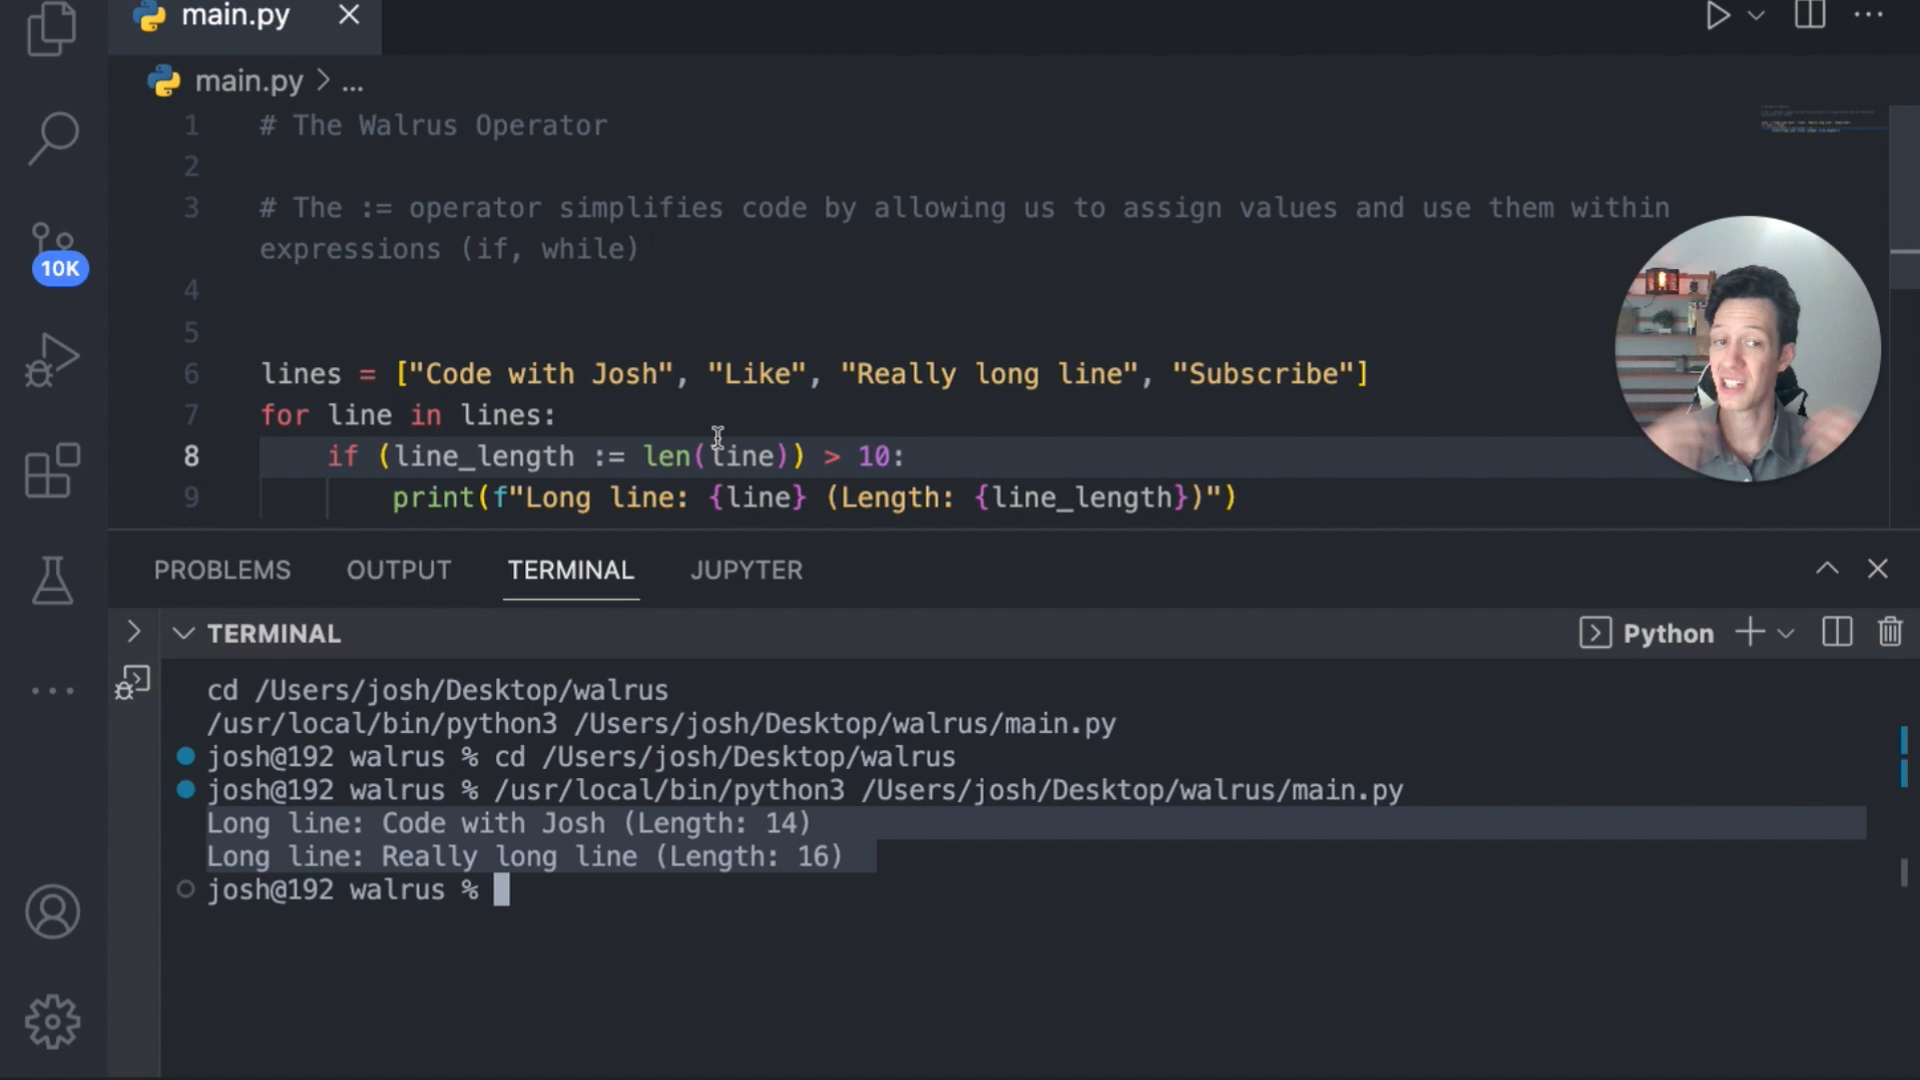 main.py
main.py > ...
1 # The Walrus Operator
2
3 # The := operator simplifies code by allowing us to assign values and use them within
expressions (if, while)
4
5
6 lines = ["Code with Josh", "Like", "Really long line", "Subscribe"]
7 for line in lines:
8 if (line_length := len(line)) > 10:
9 print(f"Long line: {line} (Length: {line_length})")
10K
PROBLEMS OUTPUT TERMINAL JUPYTER
TERMINAL Python
cd /Users/josh/Desktop/walrus
/usr/local/bin/python3 /Users/josh/Desktop/walrus/main.py
josh@192 walrus % cd /Users/josh/Desktop/walrus
josh@192 walrus % /usr/local/bin/python3 /Users/josh/Desktop/walrus/main.py
Long line: Code with Josh (Length: 14)
Long line: Really long line (Length: 16)
josh@192 walrus %